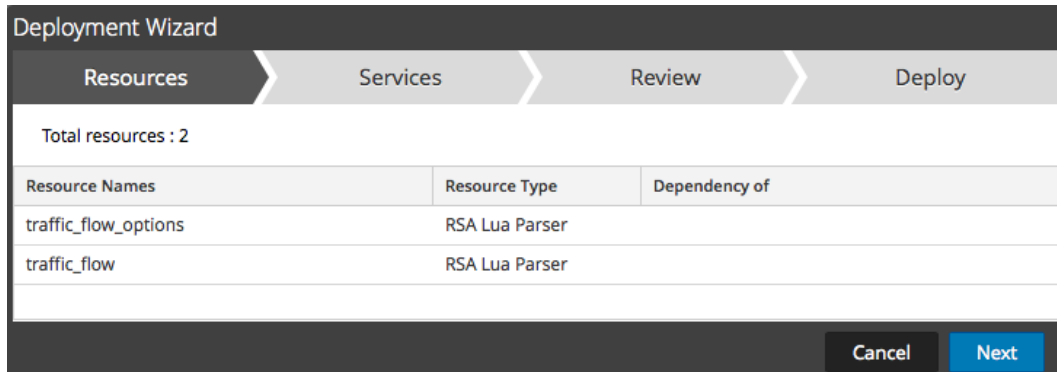 Deployment Wizard
Resources Services Review Deploy
Total resources : 2
Resource Names Resource Type Dependency of
traffic_flow_options RSA Lua Parser
traffic_flow RSA Lua Parser
Cancel Next